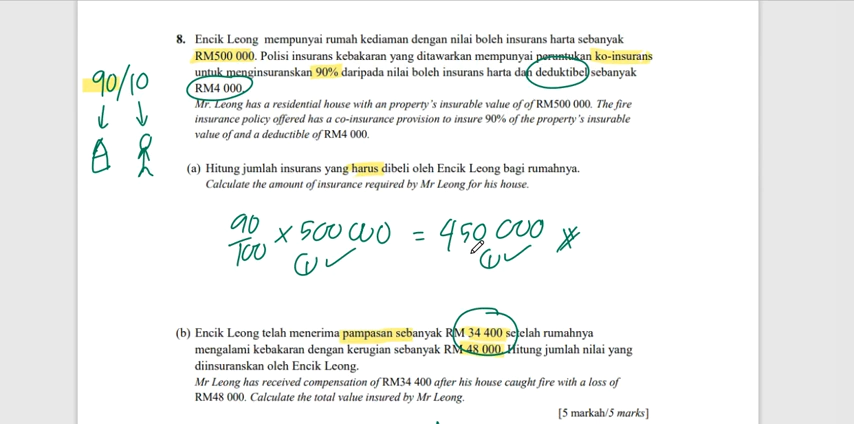 8. Encik Leong mempunyai rumah kediaman dengan nilai boleh insurans harta sebanyak
RM500 000. Polisi insurans kebakaran yang ditawarkan mempunyai peruntukan ko-insurans
untuk menginsuranskan 90% daripada nilai boleh insurans harta dan deduktibel sebanyak
RM4 000.
Mr. Leong has a residential house with an property's insurable value of of RM500 000. The fire
insurance policy offered has a co-insurance provision to insure 90% of the property's insurable
value of and a deductible of RM4 000.
90/10
(a) Hitung jumlah insurans yang harus dibeli oleh Encik Leong bagi rumahnya.
Calculate the amount of insurance required by Mr Leong for his house.
90/100 × 500 000 = 450 000
① ✓ ① ✓
(b) Encik Leong telah menerima pampasan sebanyak RM 34 400 setelah rumahnya
mengalami kebakaran dengan kerugian sebanyak RM 48 000. Hitung jumlah nilai yang
diinsuranskan oleh Encik Leong.
Mr Leong has received compensation of RM34 400 after his house caught fire with a loss of
RM48 000. Calculate the total value insured by Mr Leong.
[5 markah/5 marks]